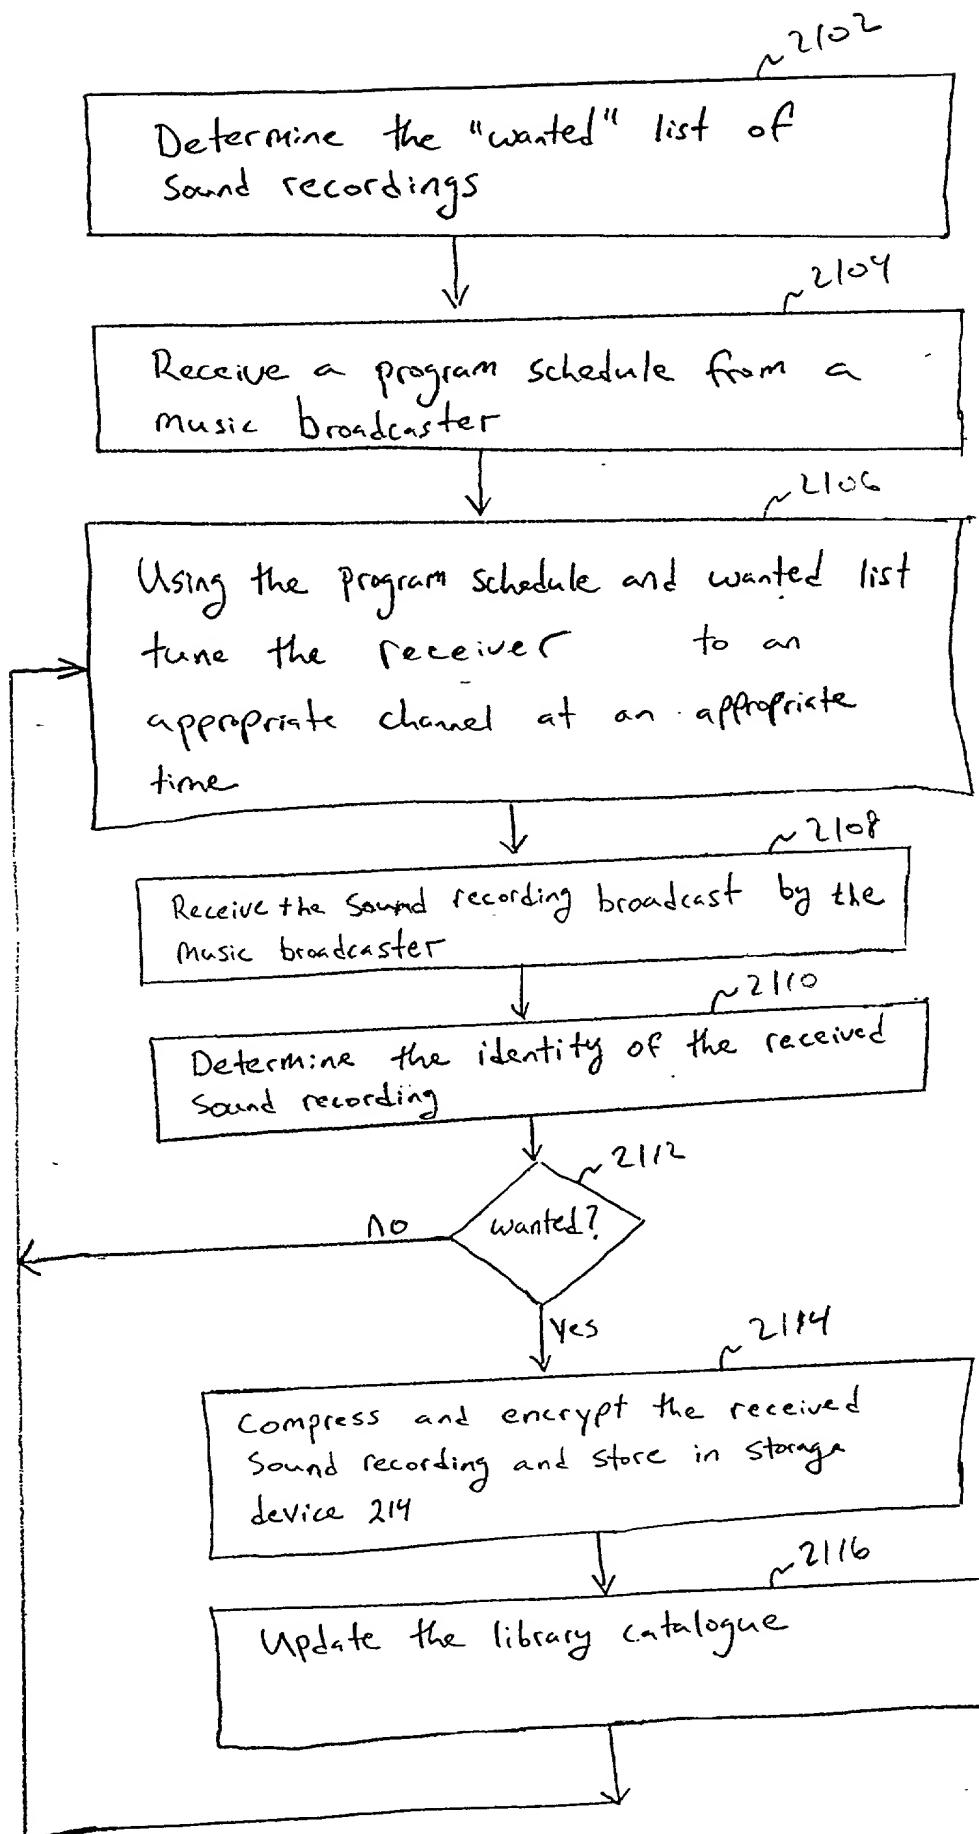 2102
Determine the "wanted" list of
Sound recordings
2104
Receive a program schedule from a
music broadcaster
2106
Using the program schedule and wanted list
tune the receiver to an
appropriate channel at an appropriate
time
2108
Receive the Sound recording broadcast by the
music broadcaster
2110
Determine the identity of the received
Sound recording
2112
wanted?
no
yes
2114
Compress and encrypt the received
Sound recording and store in storage
device 214
2116
Update the library catalogue